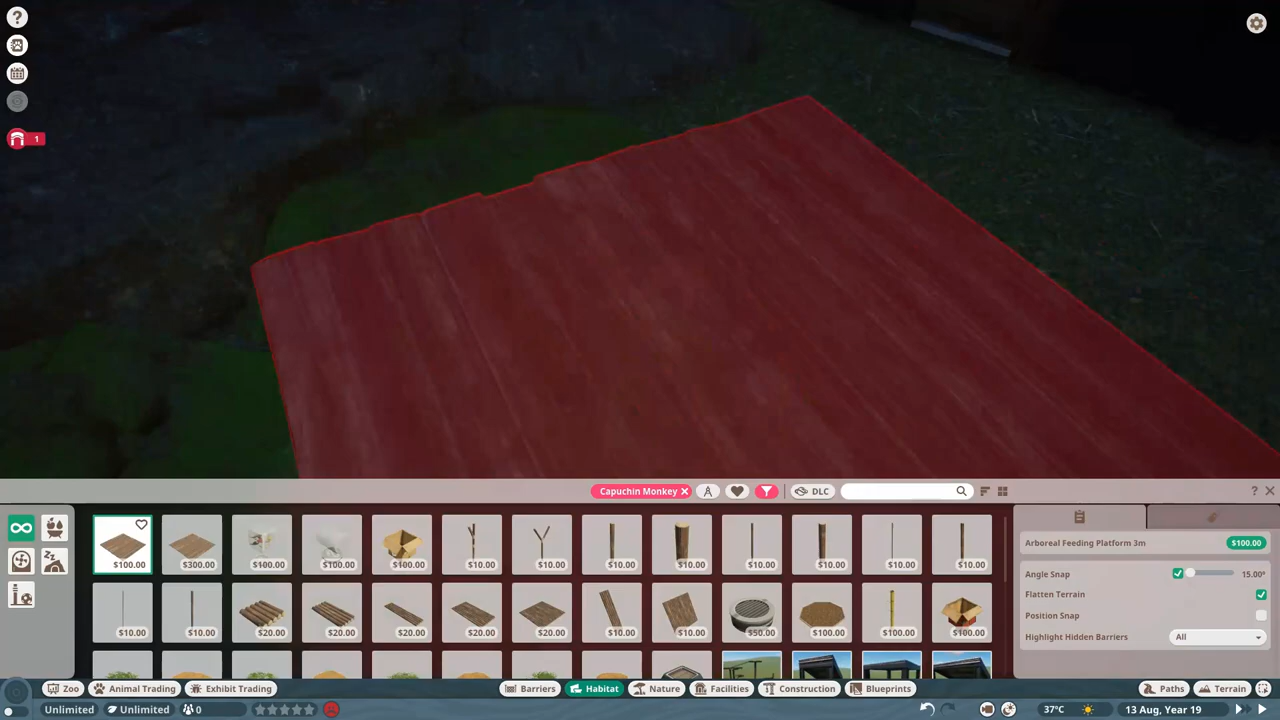 ?
1
Capuchin Monkey ✕
DLC
? ✕
$100.00 $300.00 $100.00 $100.00 $100.00 $10.00 $10.00 $10.00 $10.00 $10.00 $10.00 $10.00 $10.00
$10.00 $10.00 $20.00 $20.00 $20.00 $20.00 $20.00 $10.00 $10.00 $50.00 $100.00 $100.00 $100.00
Arboreal Feeding Platform 3m $100.00
Angle Snap 15.00°
Flatten Terrain
Position Snap
Highlight Hidden Barriers All
Zoo Animal Trading Exhibit Trading Barriers Habitat Nature Facilities Construction Blueprints Paths Terrain
Unlimited Unlimited 0 37°C 13 Aug, Year 19